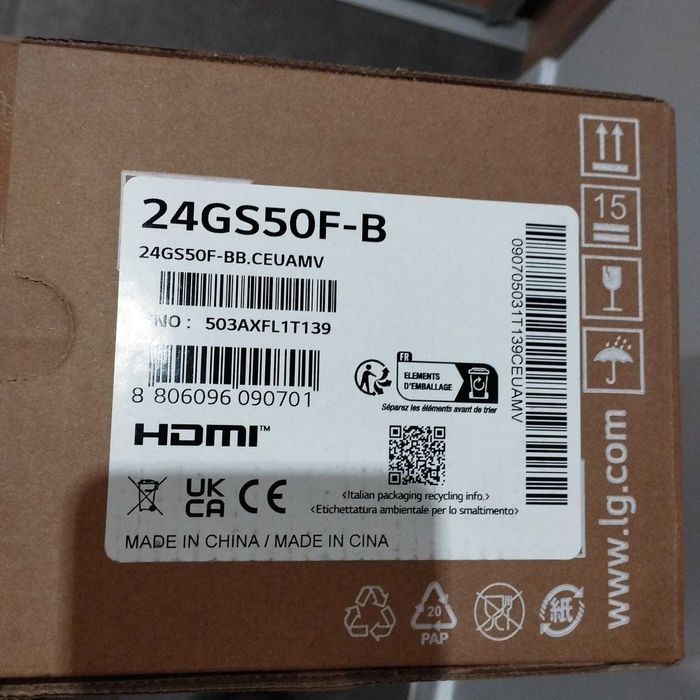 24GS50F-B
24GS50F-BB.CEUAMV
NO : 503AXFL1T139
8 806096 090701
HDMI™
UK
CA
CE
MADE IN CHINA / MADE IN CINA
FR
ELEMENTS
D'EMBALLAGE
Séparez les éléments avant de trier
<Italian packaging recycling info.>
<Etichettatura ambientale per lo smaltimento>
090705031T139CEUAMV
15
www.lg.com
20
PAP
紙